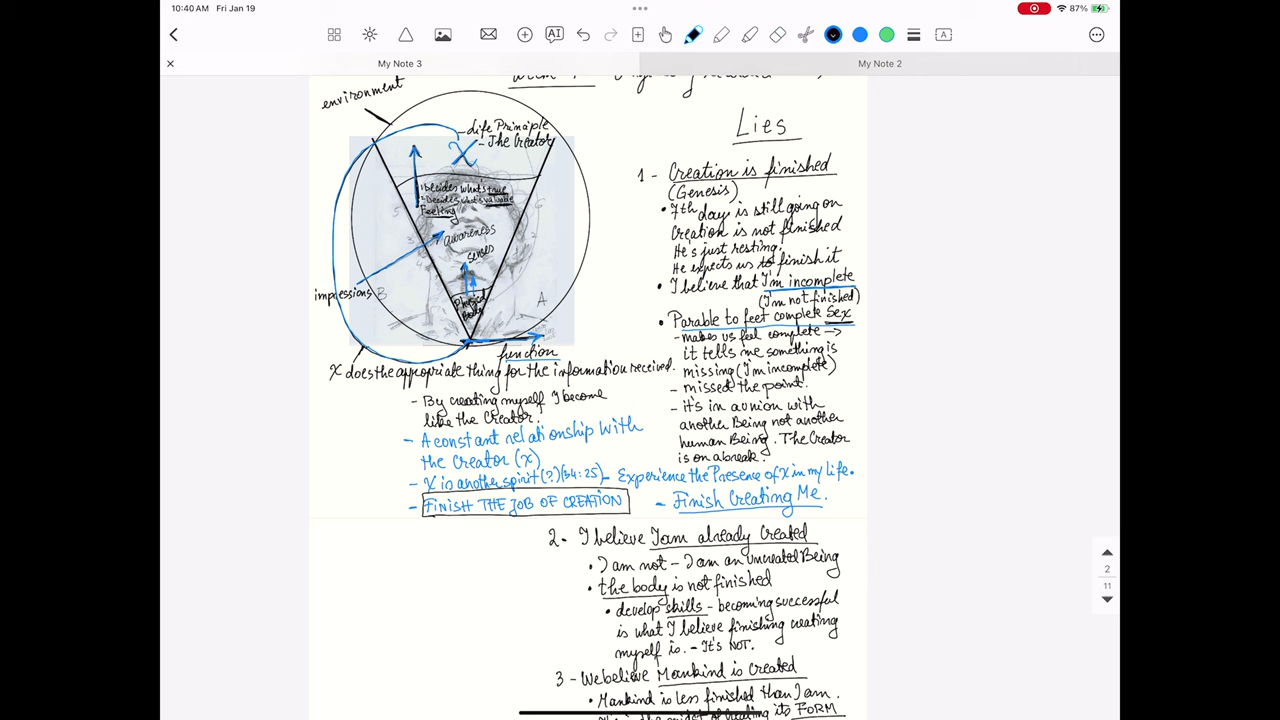 10:40 AM Fri Jan 19
87%
My Note 3
My Note 2
environment
Life Principle
- The Creator
X
Decides what's true
Decides what's valuable
Feeling
awareness
senses
impressions B
Physical
Body
A
function
X does the appropriate thing for the information received.
- By creating myself I become
like the Creator.
- A constant relationship with
the Creator (X)
- X is another spirit (?) (34:25) - Experience the Presence of X in my life.
- FINISH THE JOB OF CREATION
- Finish Creating Me.
Lies
1 - Creation is finished
(Genesis)
• 7th day is still going on
Creation is not finished
He's just resting.
He expects us to finish it
• I believe that I'm incomplete
(I'm not finished)
• Parable to feet complete Sex
- makes us feel complete →
it tells me something is
missing (I'm incomplete)
- missed the point.
- it's in a union with
another Being not another
human Being. The Creator
is on a break.
2 - I believe I am already created
• I am not - I am an uncreated Being
• the body is not finished
• develop skills - becoming successful
is what I believe finishing creating
myself is. - It's NOT.
3 - We believe Mankind is created
• Mankind is less finished than I am.
its FORM
2
11